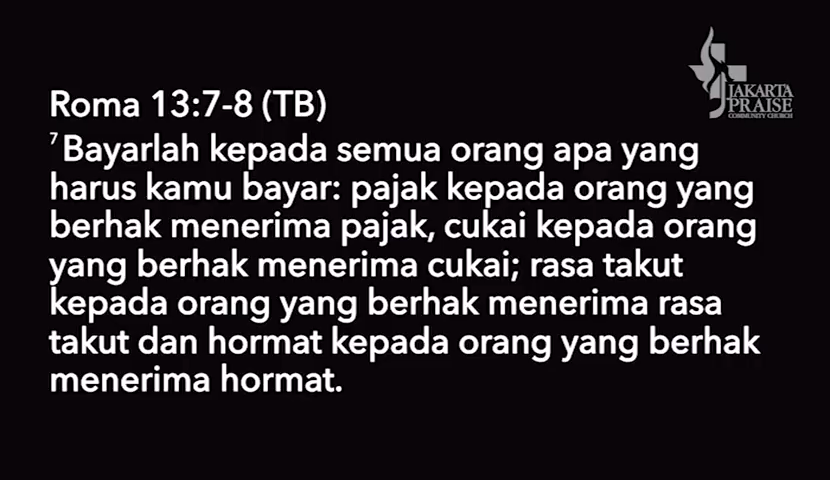 Roma 13:7-8 (TB)
⁷Bayarlah kepada semua orang apa yang
harus kamu bayar: pajak kepada orang yang
berhak menerima pajak, cukai kepada orang
yang berhak menerima cukai; rasa takut
kepada orang yang berhak menerima rasa
takut dan hormat kepada orang yang berhak
menerima hormat.
JAKARTA
PRAISE
COMMUNITY CHURCH